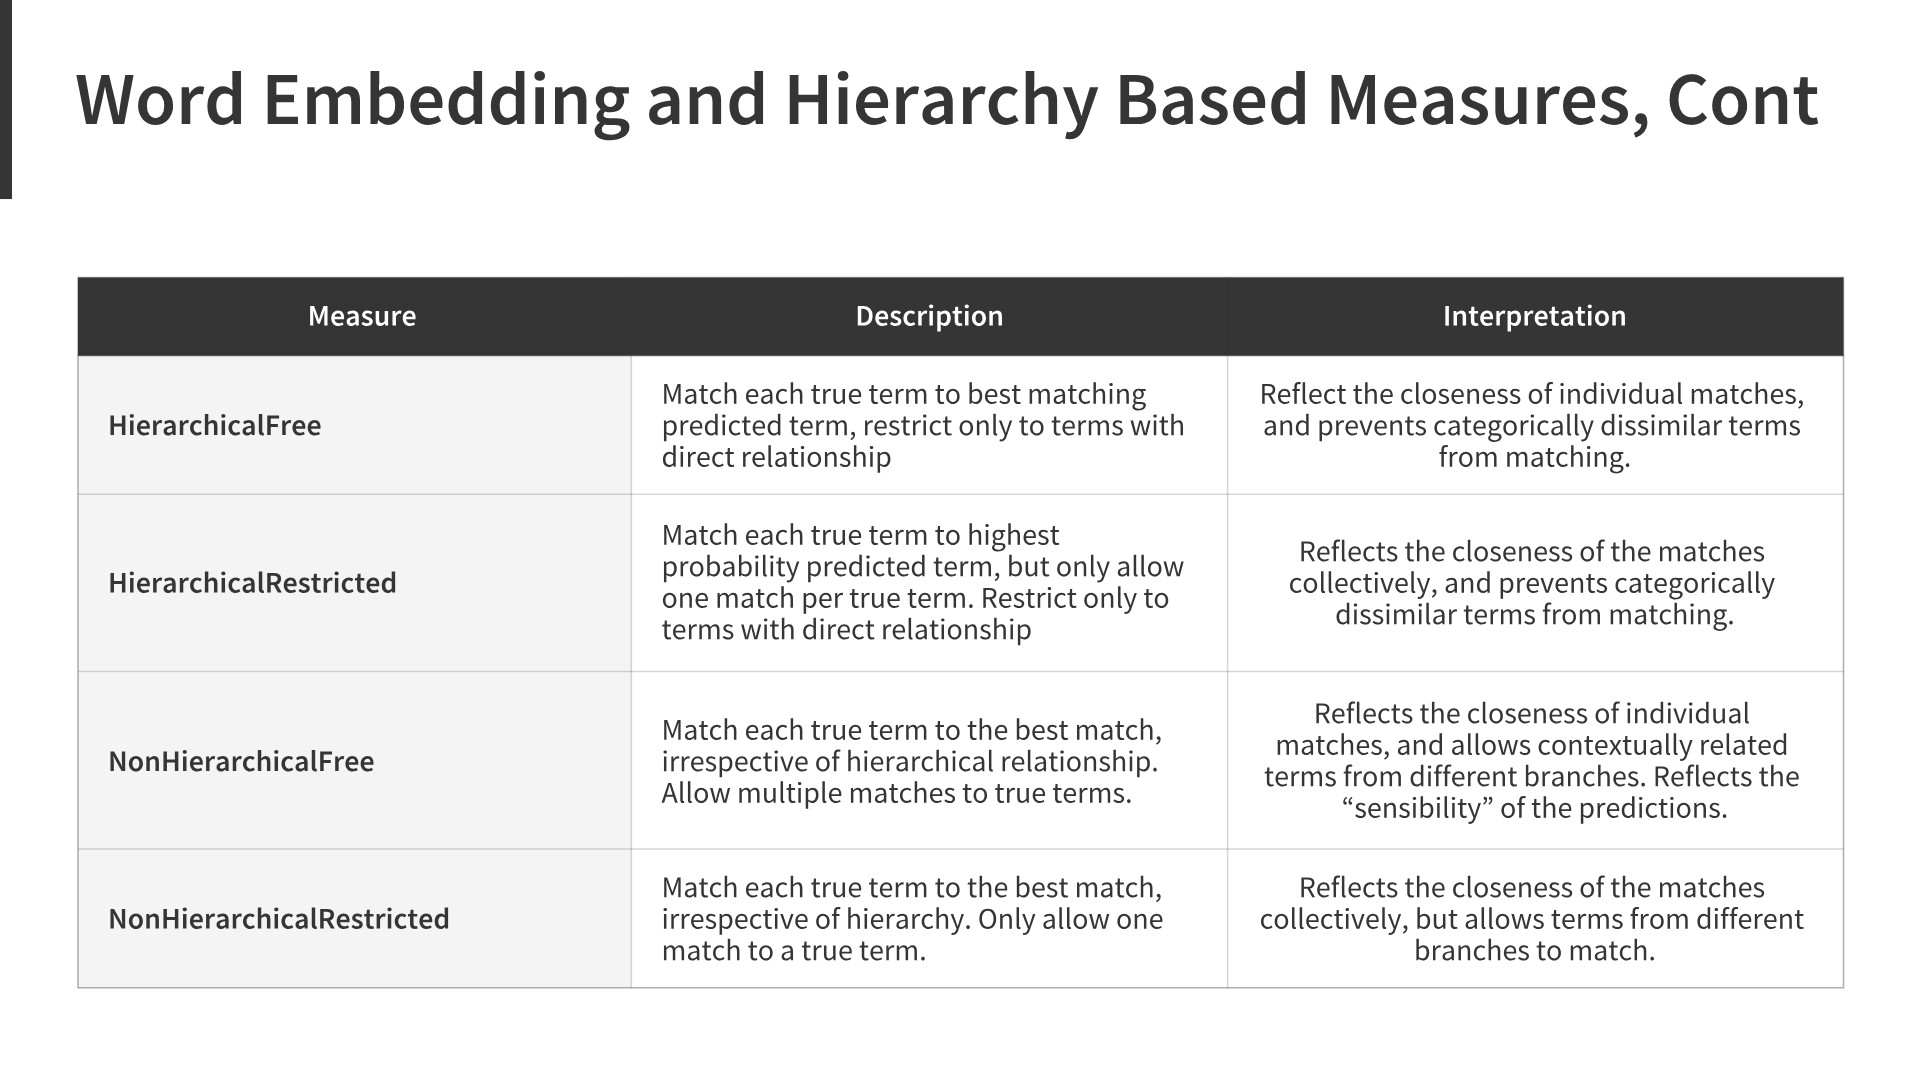 Word Embedding and Hierarchy Based Measures, Cont
Measure
Description
Interpretation
HierarchicalFree
Match each true term to best matching
predicted term, restrict only to terms with
direct relationship
Reflect the closeness of individual matches,
and prevents categorically dissimilar terms
from matching.
HierarchicalRestricted
Match each true term to highest
probability predicted term, but only allow
one match per true term. Restrict only to
terms with direct relationship
Reflects the closeness of the matches
collectively, and prevents categorically
dissimilar terms from matching.
NonHierarchicalFree
Match each true term to the best match,
irrespective of hierarchical relationship.
Allow multiple matches to true terms.
Reflects the closeness of individual
matches, and allows contextually related
terms from different branches. Reflects the
“sensibility” of the predictions.
NonHierarchicalRestricted
Match each true term to the best match,
irrespective of hierarchy. Only allow one
match to a true term.
Reflects the closeness of the matches
collectively, but allows terms from different
branches to match.